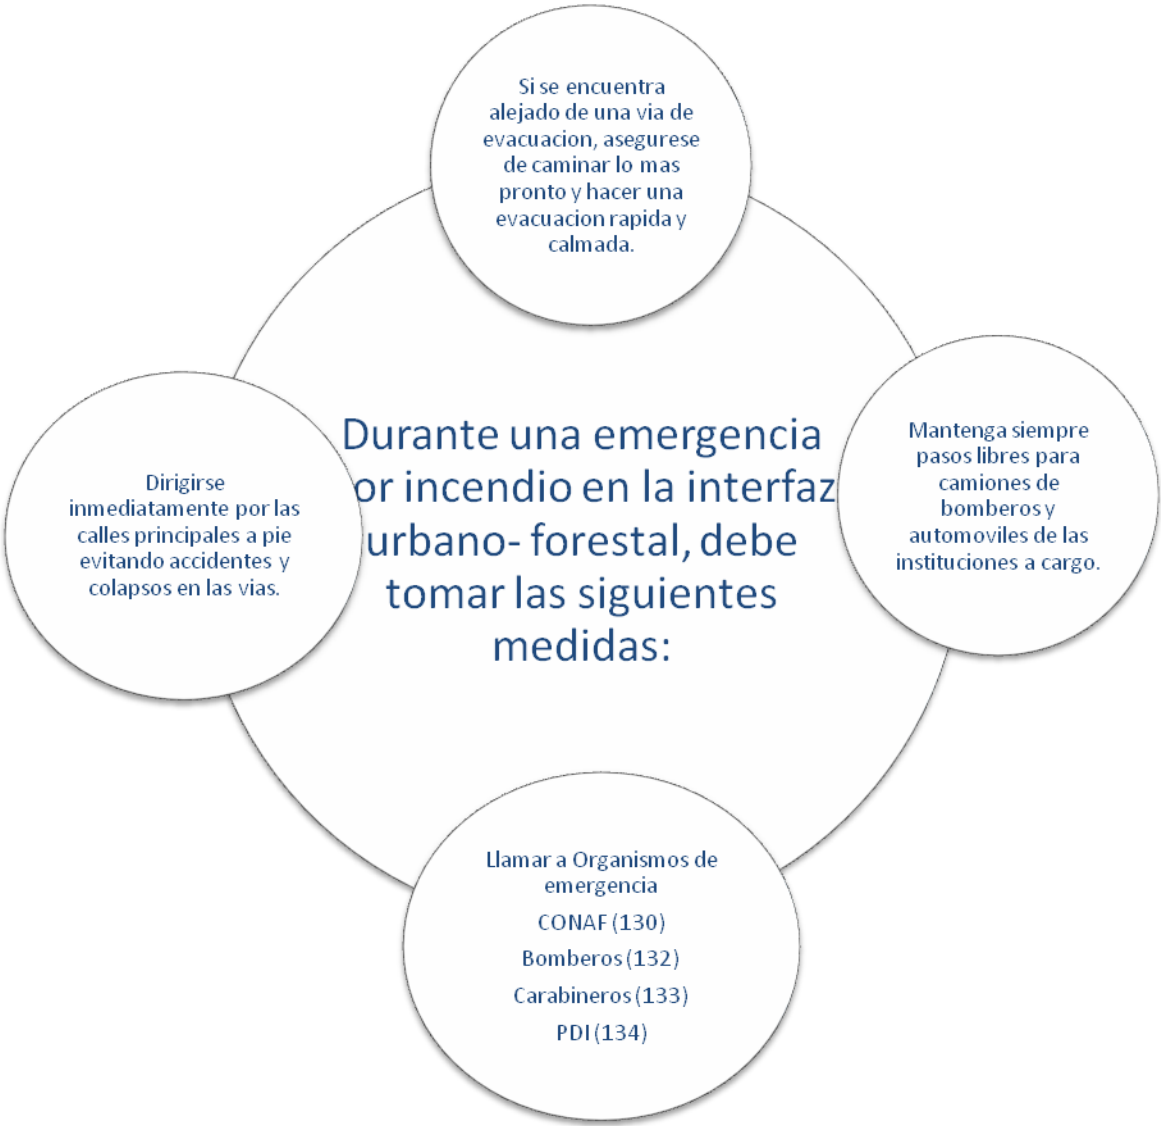 Si se encuentra
alejado de una via de
evacuacion, asegurese
de caminar lo mas
pronto y hacer una
evacuacion rapida y
calmada.
Mantenga siempre
pasos libres para
camiones de
bomberos y
automoviles de las
instituciones a cargo.
Llamar a Organismos de
emergencia
CONAF (130)
Bomberos (132)
Carabineros (133)
PDI (134)
Dirigirse
inmediatamente por las
calles principales a pie
evitando accidentes y
colapsos en las vias.
Durante una emergencia
or incendio en la interfaz
urbano- forestal, debe
tomar las siguientes
medidas: